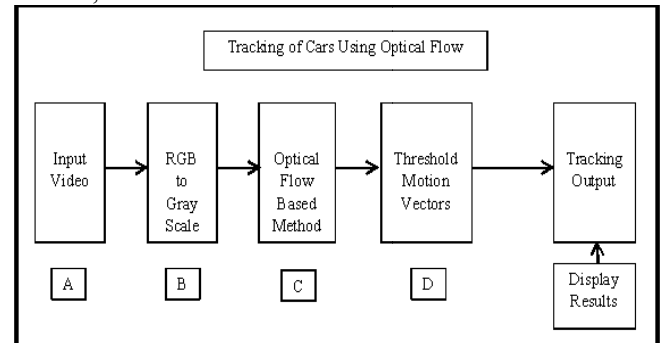 Tracking of Cars Using Optical Flow
Input
Video
RGB
to
Gray
Scale
Optical
Flow
Based
Method
Threshold
Motion
Vectors
Tracking
Output
A
B
C
D
Display
Results